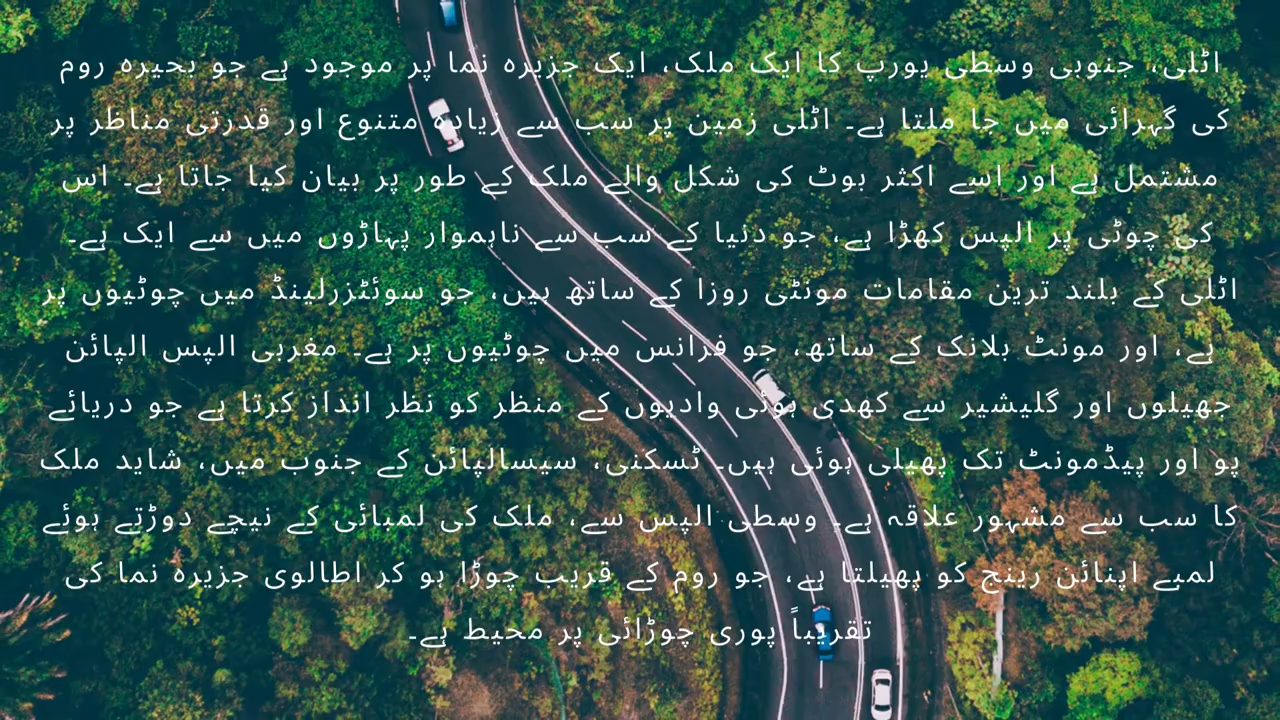 اٹلی، جنوبی وسطی یورپ کا ایک ملک، ایک جزیرہ نما پر موجود ہے جو بحیرہ روم
کی گہرائی میں جا ملتا ہے۔ اٹلی زمین پر سب سے زیادہ متنوع اور قدرتی مناظر پر
مشتمل ہے اور اسے اکثر بوٹ کی شکل والے ملک کے طور پر بیان کیا جاتا ہے۔ اس
کی چوٹی پر الپس کھڑا ہے، جو دنیا کے سب سے ناہموار پہاڑوں میں سے ایک ہے۔
اٹلی کے بلند ترین مقامات مونٹی روزا کے ساتھ ہیں، جو سوئٹزرلینڈ میں چوٹیوں پر
ہے، اور مونٹ بلانک کے ساتھ، جو فرانس میں چوٹیوں پر ہے۔ مغربی الپس الپائن
جھیلوں اور گلیشیر سے کھدی ہوئی وادیوں کے منظر کو نظر انداز کرتا ہے جو دریائے
پو اور پیڈمونٹ تک پھیلی ہوئی ہیں۔ ٹسکنی، سیسالپائن کے جنوب میں، شاید ملک
کا سب سے مشہور علاقہ ہے۔ وسطی الپس سے، ملک کی لمبائی کے نیچے دوڑتے ہوئے
لمبے اپنائن رینج کو پھیلتا ہے، جو روم کے قریب چوڑا ہو کر اطالوی جزیرہ نما کی
تقریباً پوری چوڑائی پر محیط ہے۔